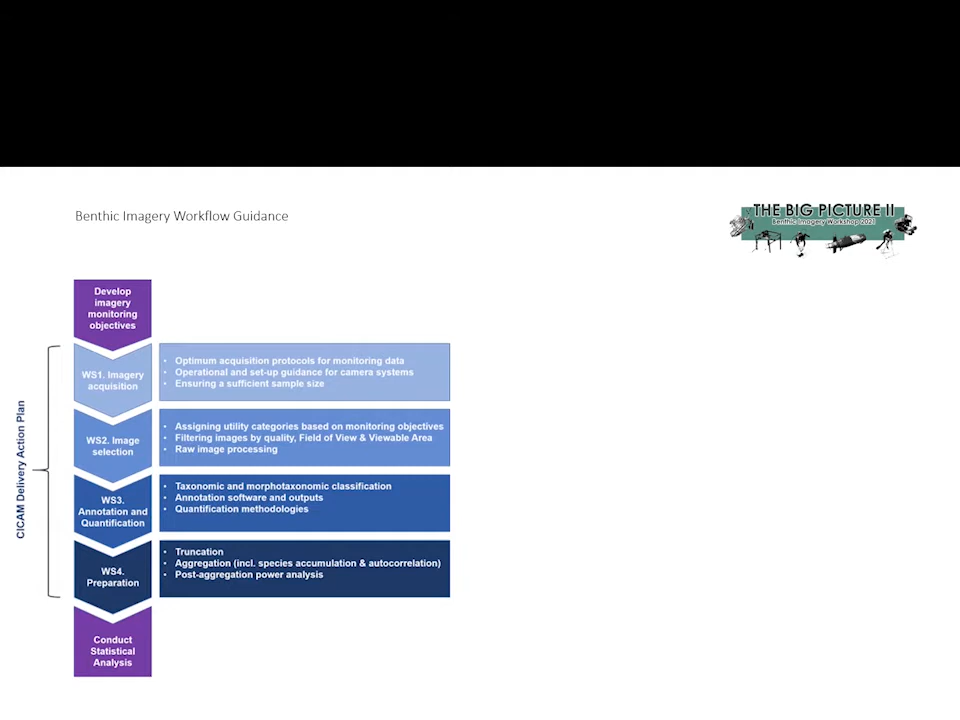 Benthic Imagery Workflow Guidance
THE BIG PICTURE II
Benthic Imagery Workshop 2021
Develop
imagery
monitoring
objectives
CICAM Delivery Action Plan
WS1. Imagery
acquisition
• Optimum acquisition protocols for monitoring data
• Operational and set-up guidance for camera systems
• Ensuring a sufficient sample size
WS2. Image
selection
• Assigning utility categories based on monitoring objectives
• Filtering images by quality, Field of View & Viewable Area
• Raw image processing
WS3.
Annotation and
Quantification
• Taxonomic and morphotaxonomic classification
• Annotation software and outputs
• Quantification methodologies
WS4.
Preparation
• Truncation
• Aggregation (incl. species accumulation & autocorrelation)
• Post-aggregation power analysis
Conduct
Statistical
Analysis